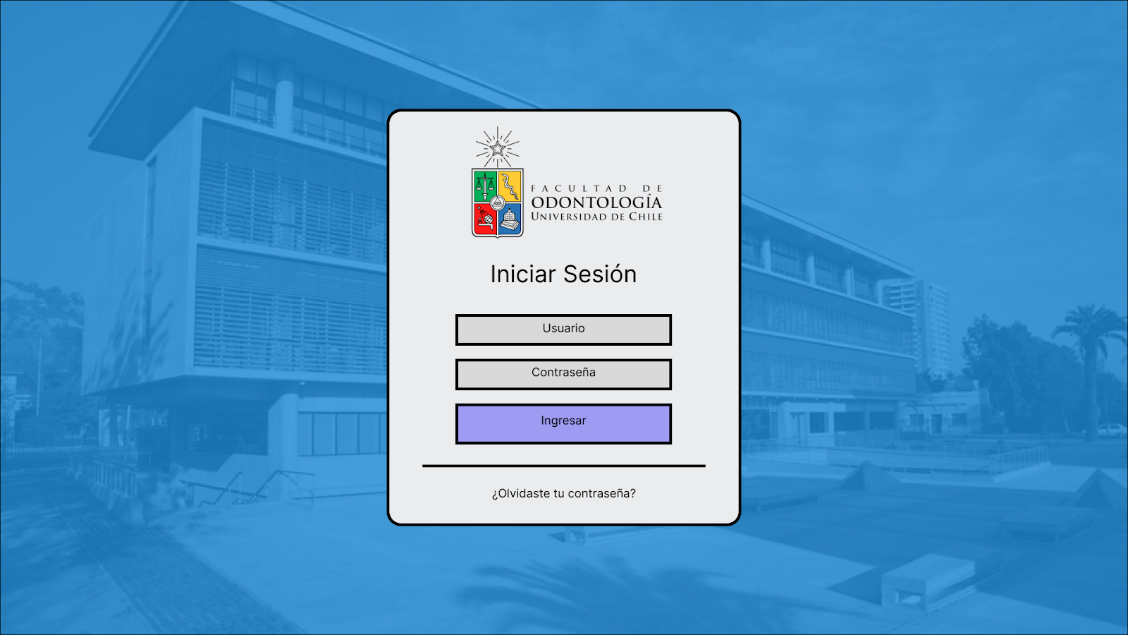 FACULTAD DE
ODONTOLOGÍA
UNIVERSIDAD DE CHILE
Iniciar Sesión
Usuario
Contraseña
Ingresar
¿Olvidaste tu contraseña?